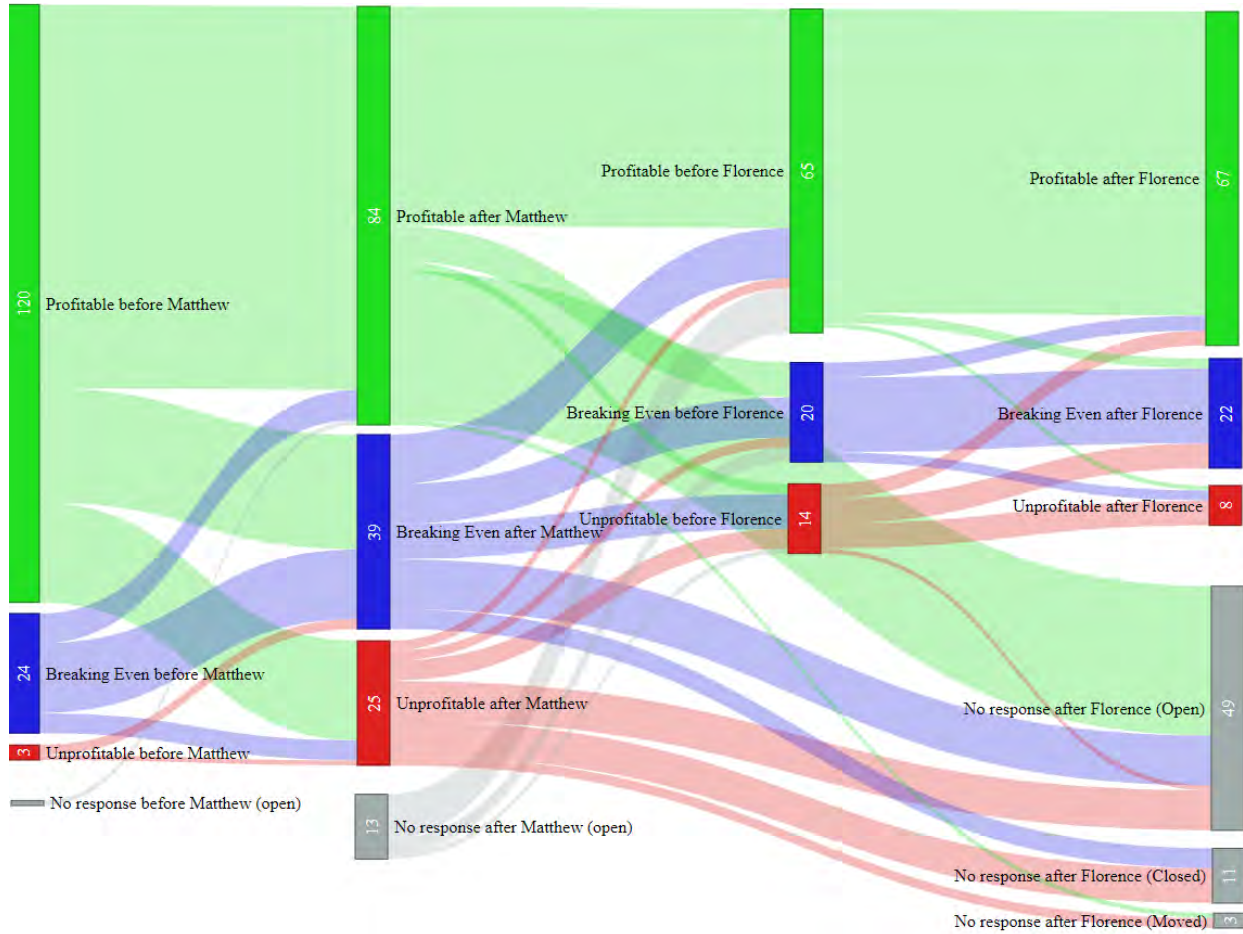 120
Profitable before Matthew
24
Breaking Even before Matthew
3
Unprofitable before Matthew
No response before Matthew (open)
84
Profitable after Matthew
39
Breaking Even after Matthew
25
Unprofitable after Matthew
13
No response after Matthew (open)
Profitable before Florence
65
Breaking Even before Florence
20
Unprofitable before Florence
14
Profitable after Florence
67
Breaking Even after Florence
22
Unprofitable after Florence
8
No response after Florence (Open)
49
No response after Florence (Closed)
11
No response after Florence (Moved)
3